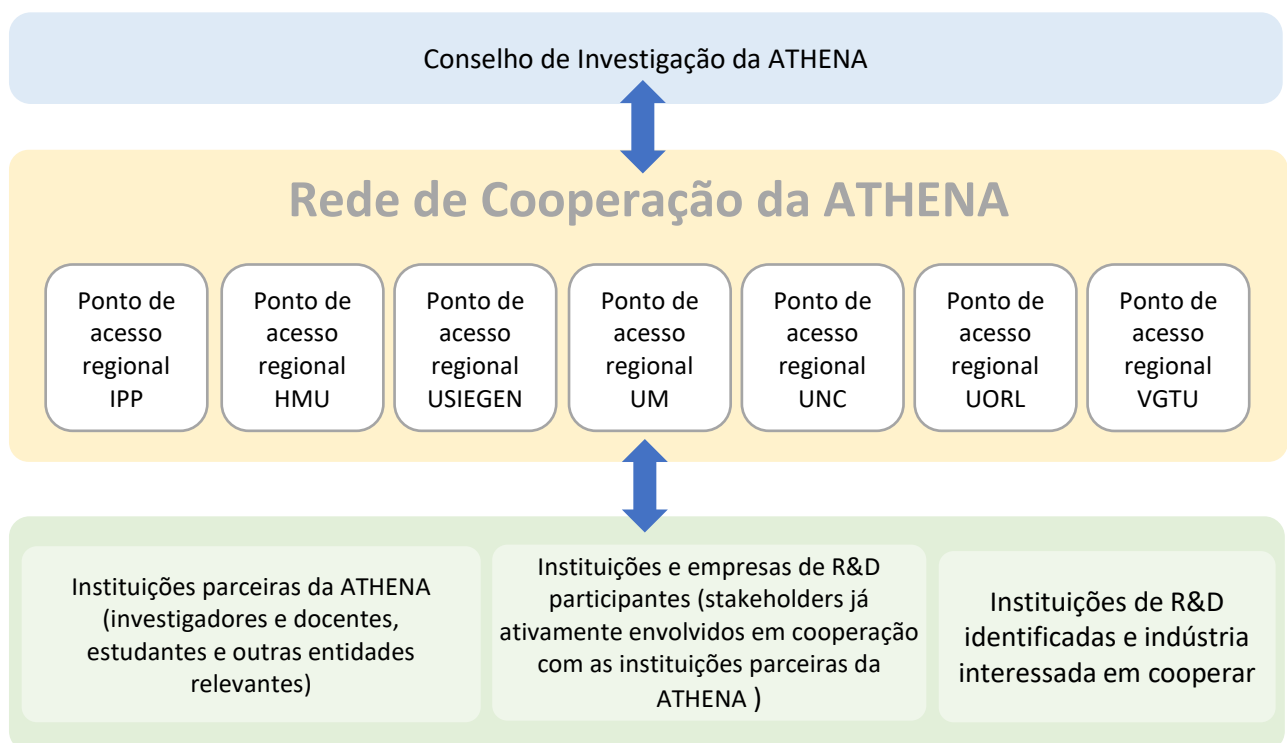 Conselho de Investigação da ATHENA
Rede de Cooperação da ATHENA
Ponto de
acesso
regional
IPP
Ponto de
acesso
regional
HMU
Ponto de
acesso
regional
USIEGEN
Ponto de
acesso
regional
UM
Ponto de
acesso
regional
UNC
Ponto de
acesso
regional
UORL
Ponto de
acesso
regional
VGTU
Instituições parceiras da ATHENA
(investigadores e docentes,
estudantes e outras entidades
relevantes)
Instituições e empresas de R&D
participantes (stakeholders já
ativamente envolvidos em cooperação
com as instituições parceiras da
ATHENA )
Instituições de R&D
identificadas e indústria
interessada em cooperar